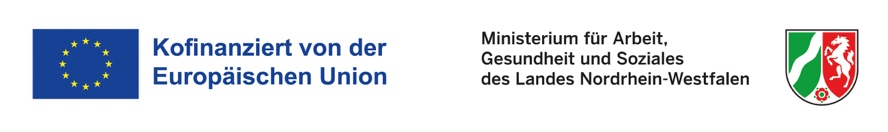 Kofinanziert von der
Europäischen Union
Ministerium für Arbeit,
Gesundheit und Soziales
des Landes Nordrhein-Westfalen